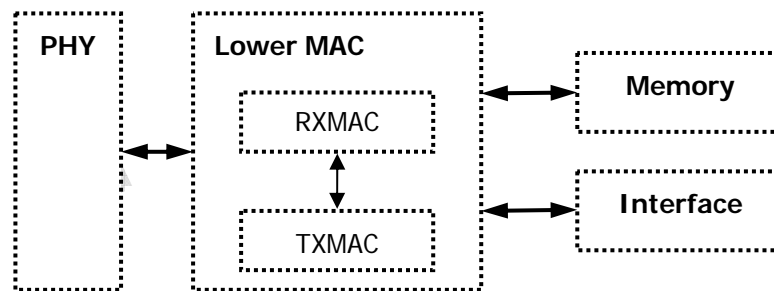 PHY
Lower MAC
RXMAC
TXMAC
Memory
Interface